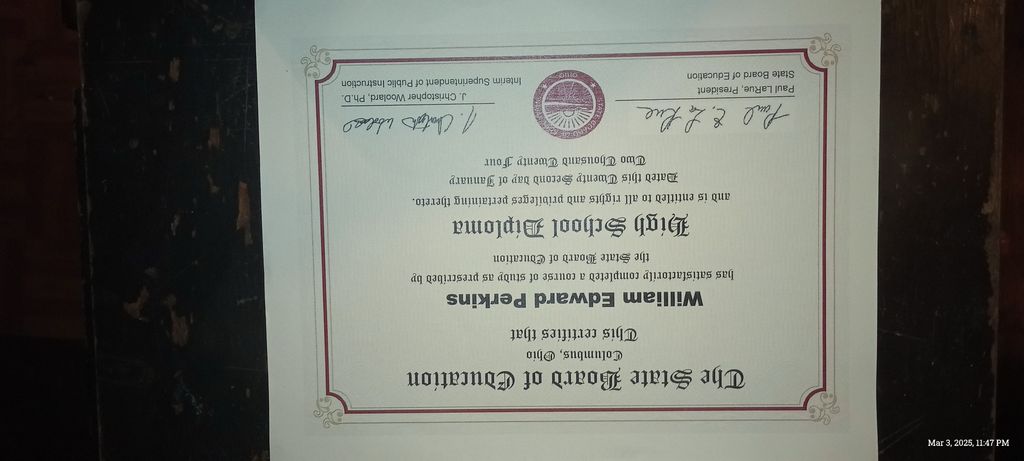 The State Board of Education
Columbus, Ohio
This certifies that
William Edward Perkins
has satisfactorily completed a course of study as prescribed by
the State Board of Education
High School Diploma
and is entitled to all rights and privileges pertaining thereto.
Dated this Twenty Second day of January
Two Thousand Twenty Four
Paul LaRue, President
State Board of Education
J. Christopher Woolard, Ph.D.
Interim Superintendent of Public Instruction
OHIO
Mar 3, 2025, 11:47 PM